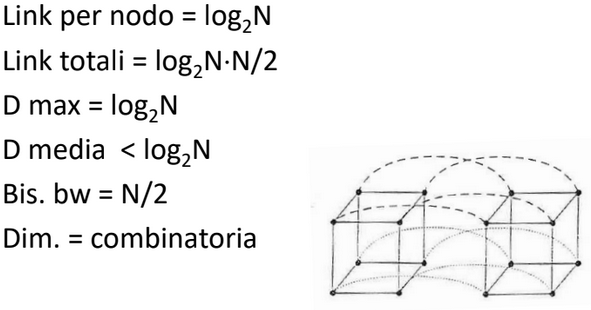 Link per nodo = log₂N
Link totali = log₂N·N/2
D max = log₂N
D media < log₂N
Bis. bw = N/2
Dim. = combinatoria